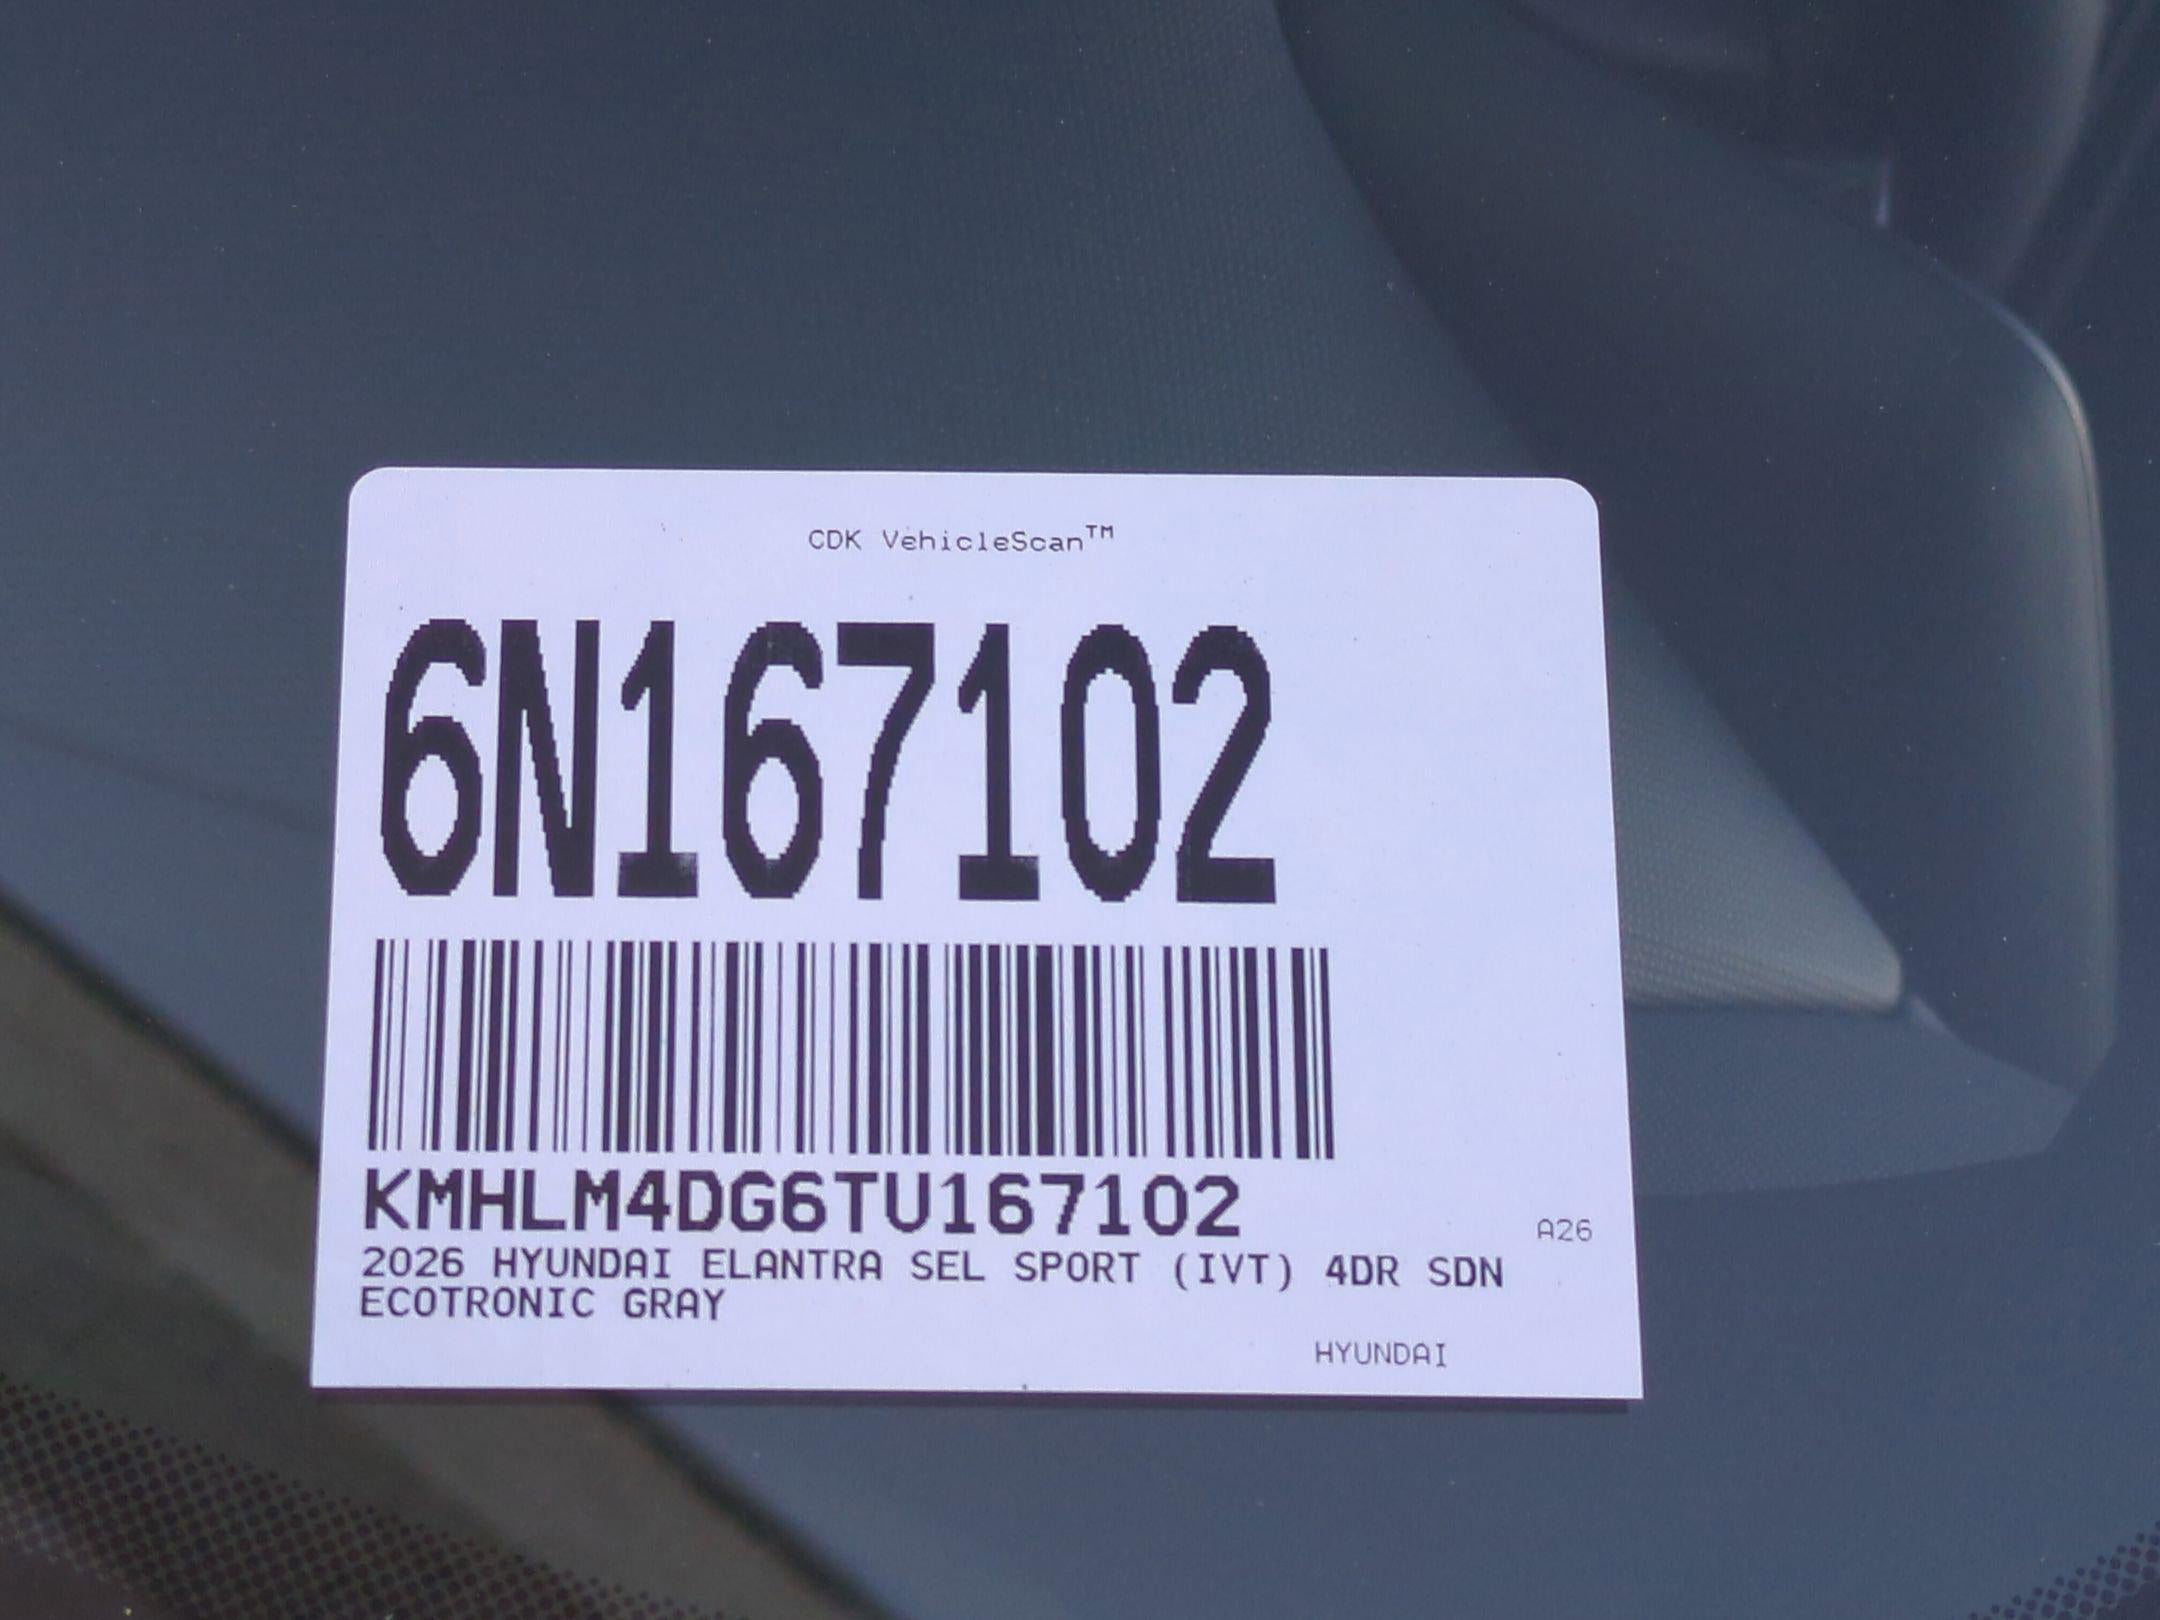 CDK VehicleScan™
6N167102
KMHLM4DG6TU167102
A26
2026 HYUNDAI ELANTRA SEL SPORT (IVT) 4DR SDN
ECOTRONIC GRAY
HYUNDAI